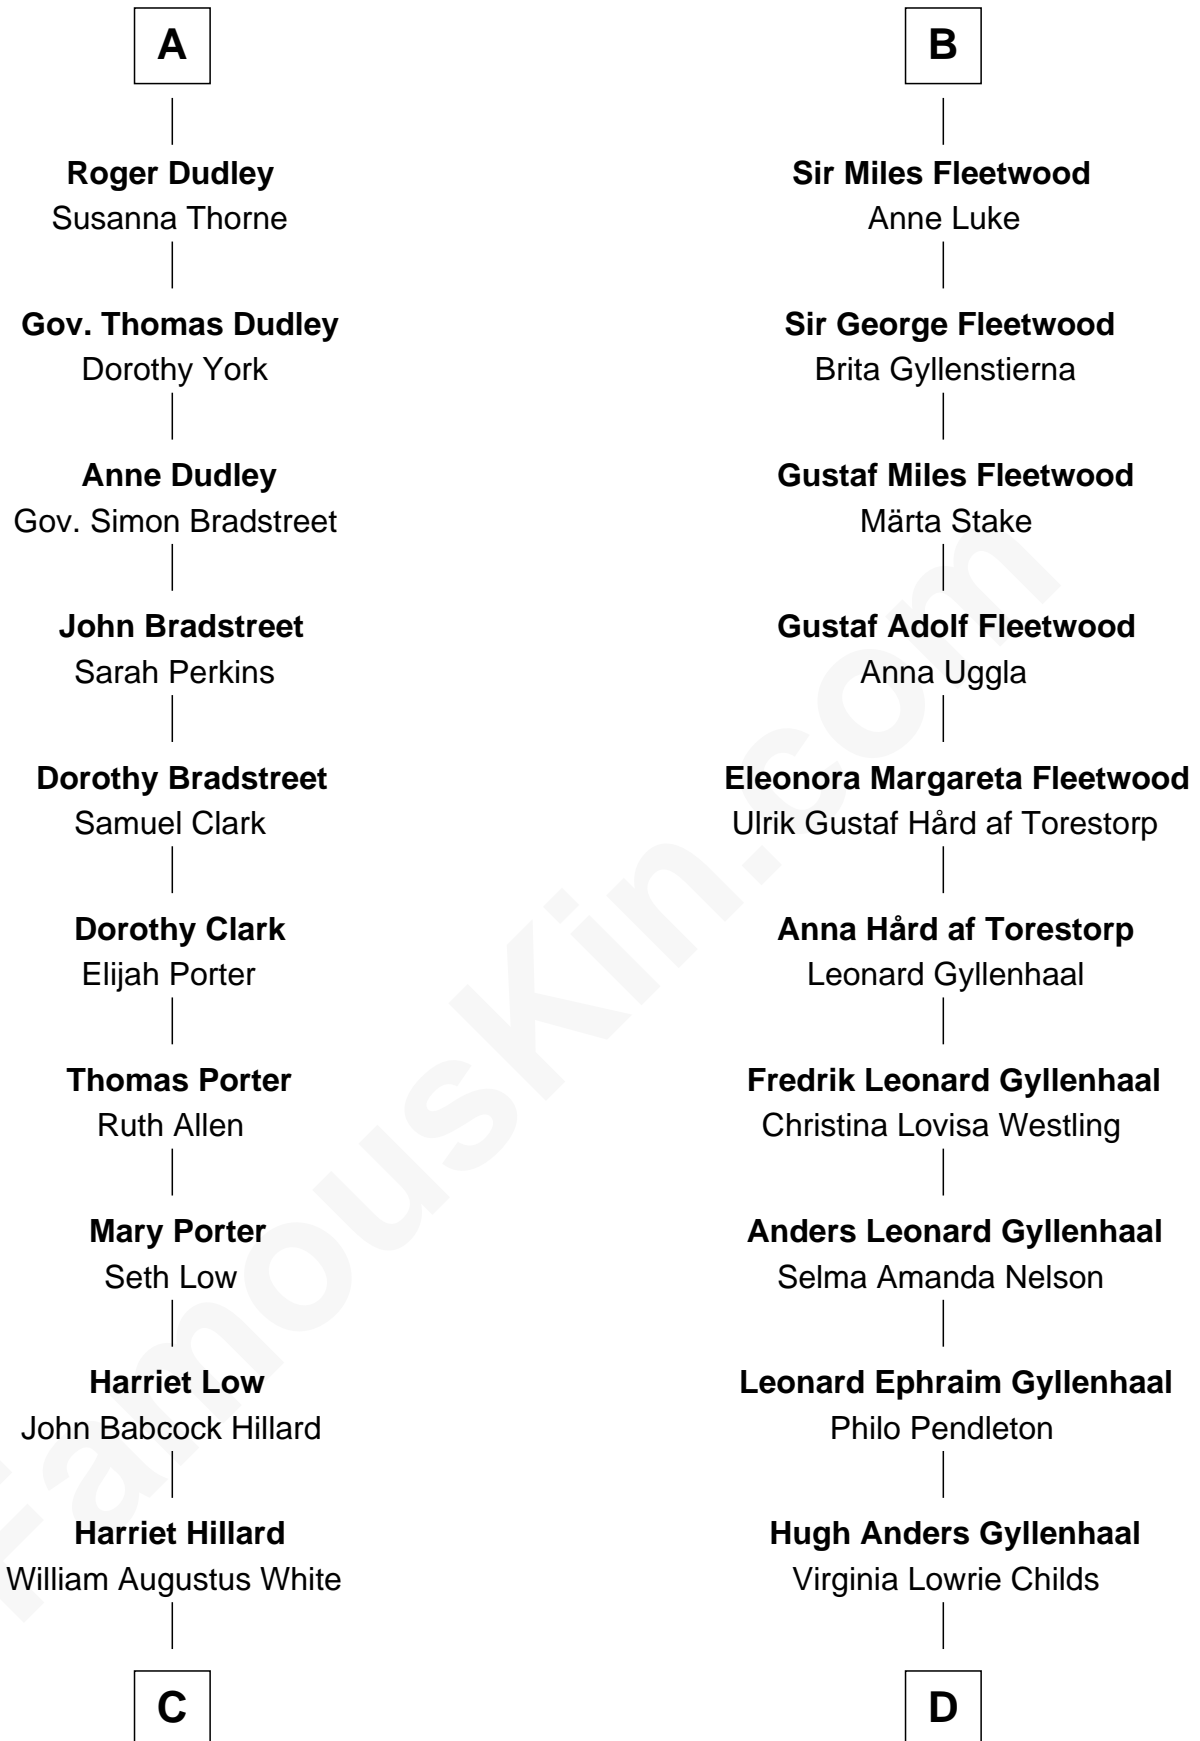 A
Roger Dudley
Susanna Thorne
Gov. Thomas Dudley
Dorothy York
Anne Dudley
Gov. Simon Bradstreet
John Bradstreet
Sarah Perkins
Dorothy Bradstreet
Samuel Clark
Dorothy Clark
Elijah Porter
Thomas Porter
Ruth Allen
Mary Porter
Seth Low
Harriet Low
John Babcock Hillard
Harriet Hillard
William Augustus White
C
B
Sir Miles Fleetwood
Anne Luke
Sir George Fleetwood
Brita Gyllenstierna
Gustaf Miles Fleetwood
Märta Stake
Gustaf Adolf Fleetwood
Anna Uggla
Eleonora Margareta Fleetwood
Ulrik Gustaf Hård af Torestorp
Anna Hård af Torestorp
Leonard Gyllenhaal
Fredrik Leonard Gyllenhaal
Christina Lovisa Westling
Anders Leonard Gyllenhaal
Selma Amanda Nelson
Leonard Ephraim Gyllenhaal
Philo Pendleton
Hugh Anders Gyllenhaal
Virginia Lowrie Childs
D
FamousKin.com